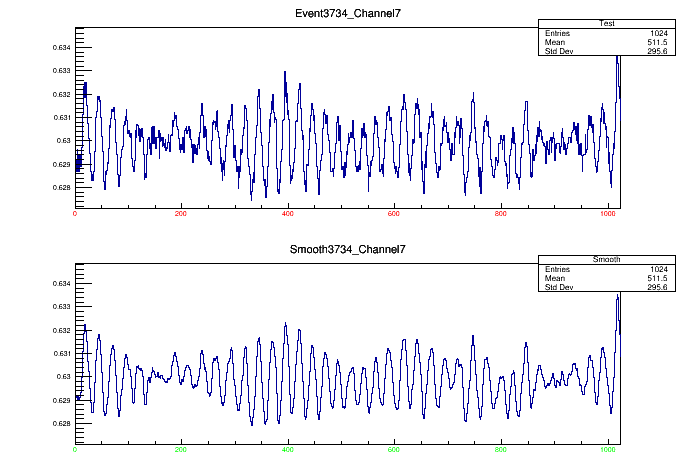 Event3734_Channel7
Test
Entries 1024
Mean 511.5
Std Dev 295.6
0.634
0.633
0.632
0.631
0.63
0.629
0.628
0 200 400 600 800 1000
Smooth3734_Channel7
Smooth
Entries 1024
Mean 511.5
Std Dev 295.6
0.634
0.633
0.632
0.631
0.63
0.629
0.628
0 200 400 600 800 1000